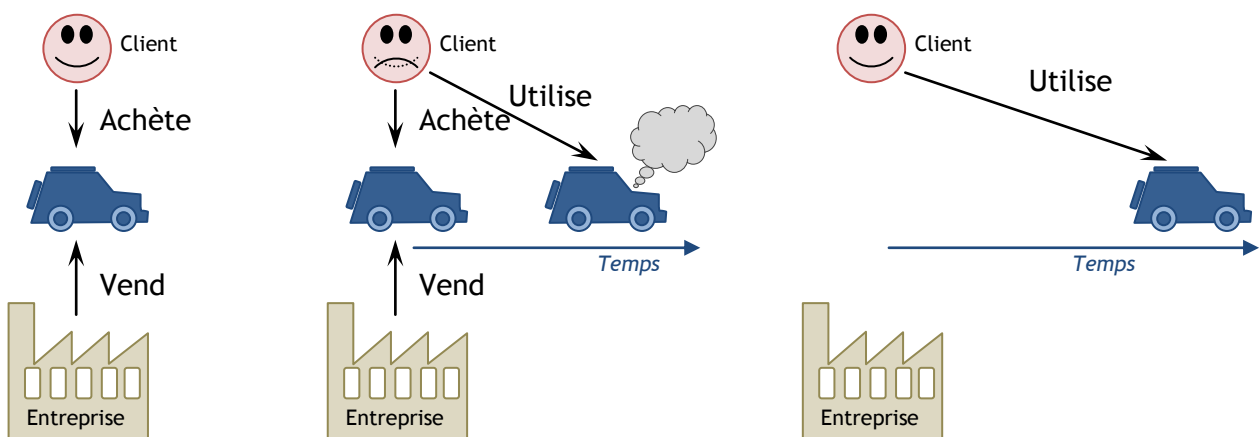 Client
Achète
Vend
Entreprise
Client
Utilise
Achète
Temps
Vend
Entreprise
Client
Utilise
Temps
Entreprise